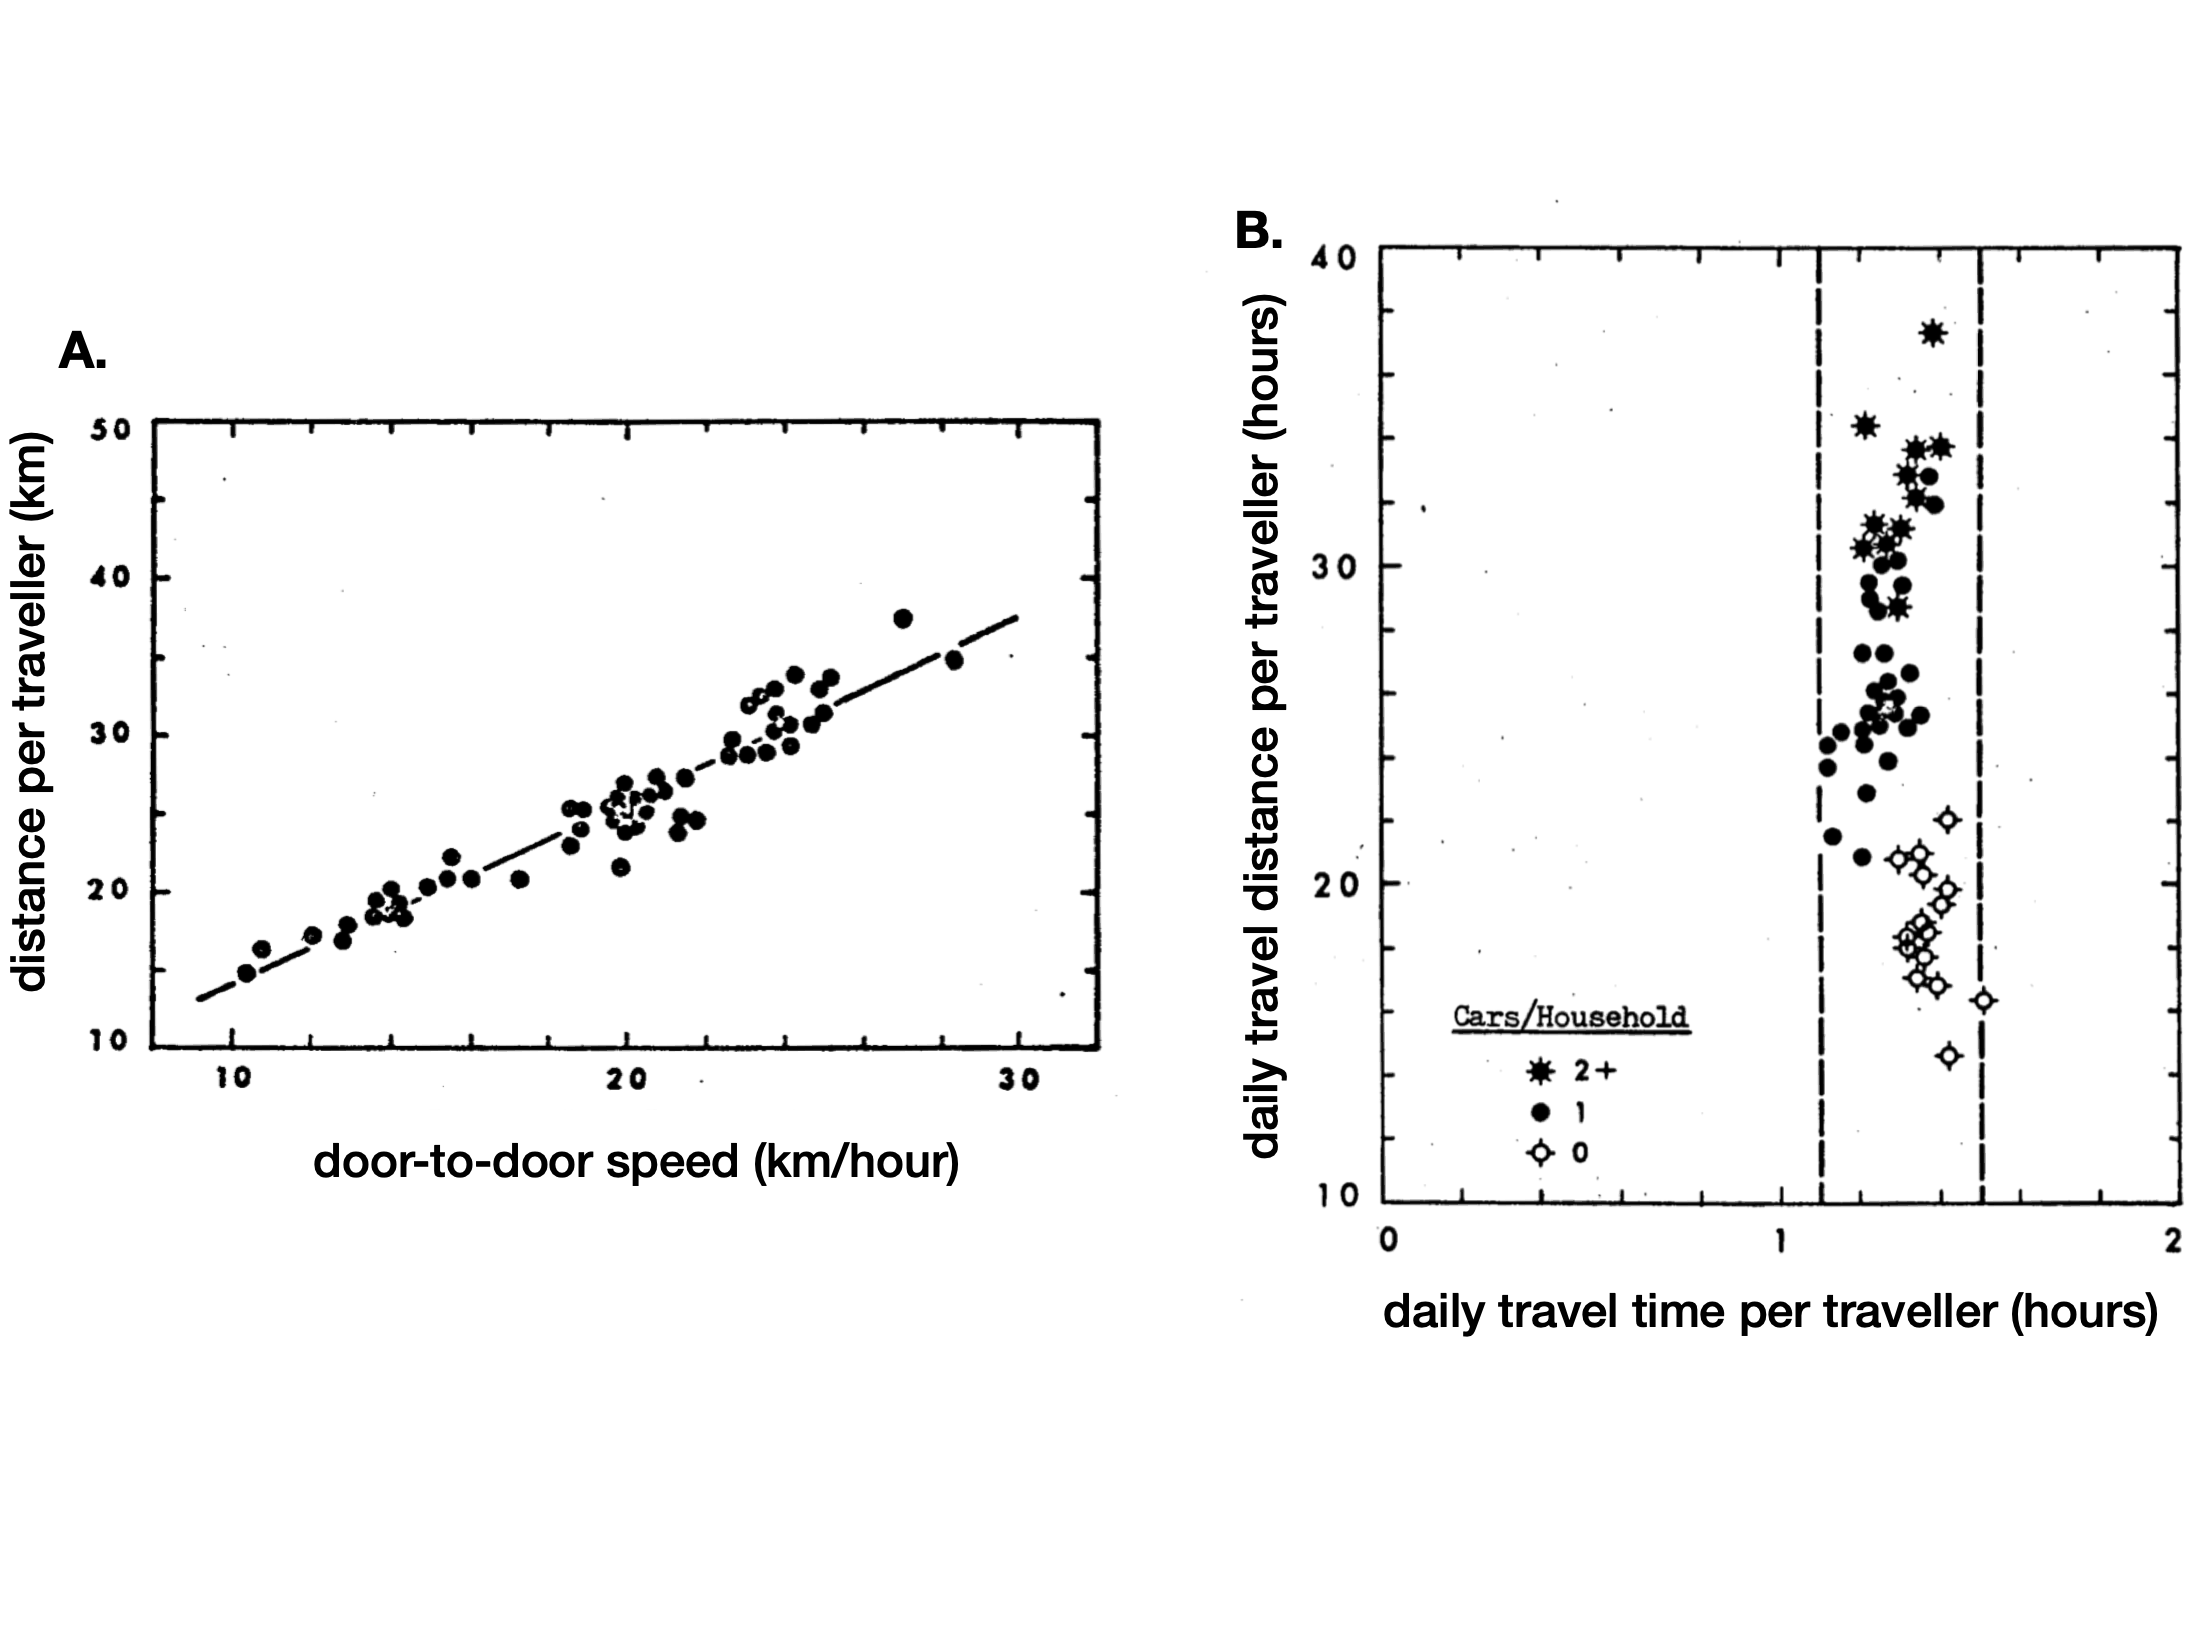 A.
distance per traveller (km)
50
40
30
20
10
10 20 30
door-to-door speed (km/hour)
B.
daily travel distance per traveller (hours)
40
30
20
10
Cars/Household
2+
1
0
0 1 2
daily travel time per traveller (hours)